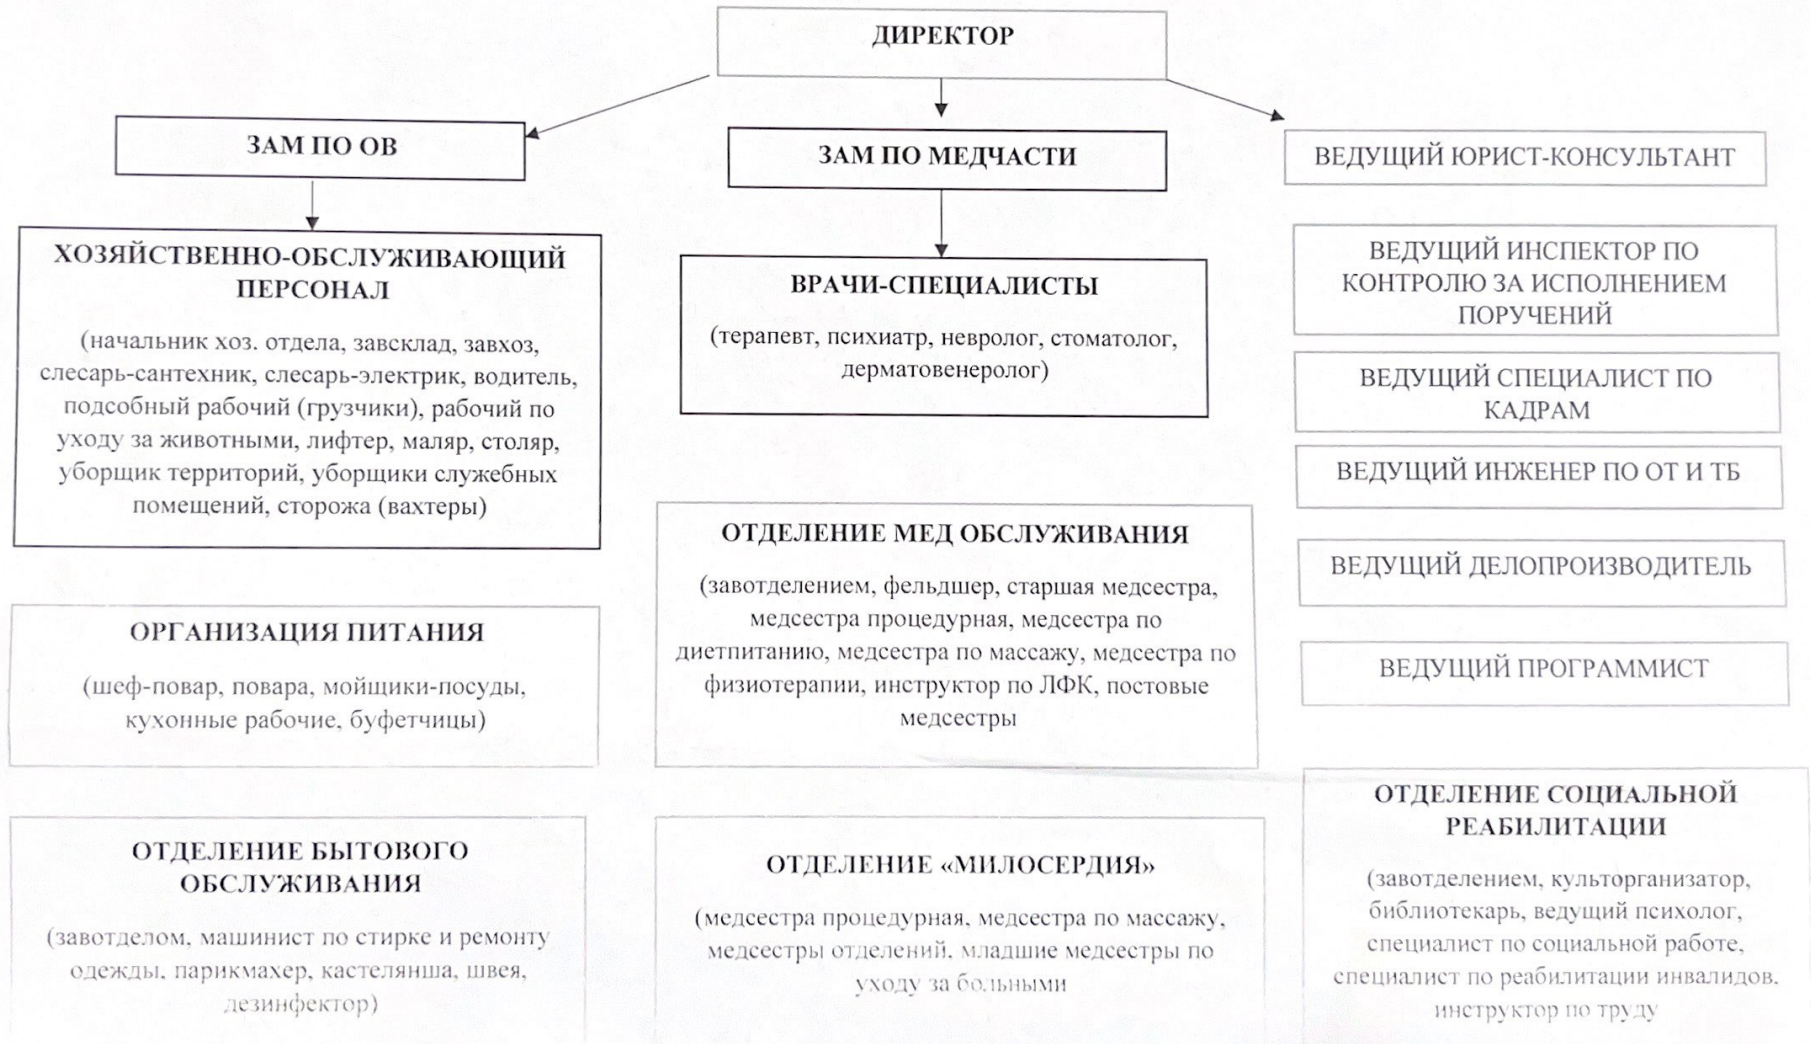 ДИРЕКТОР
ЗАМ ПО ОВ
ЗАМ ПО МЕДЧАСТИ
ВЕДУЩИЙ ЮРИСТ-КОНСУЛЬТАНТ
ХОЗЯЙСТВЕННО-ОБСЛУЖИВАЮЩИЙ
ПЕРСОНАЛ
(начальник хоз. отдела, завсклад, завхоз,
слесарь-сантехник, слесарь-электрик, водитель,
подсобный рабочий (грузчики), рабочий по
уходу за животными, лифтер, маляр, столяр,
уборщик территорий, уборщики служебных
помещений, сторожа (вахтеры)
ВРАЧИ-СПЕЦИАЛИСТЫ
(терапевт, психиатр, невролог, стоматолог,
дерматовенеролог)
ВЕДУЩИЙ ИНСПЕКТОР ПО
КОНТРОЛЮ ЗА ИСПОЛНЕНИЕМ
ПОРУЧЕНИЙ
ВЕДУЩИЙ СПЕЦИАЛИСТ ПО
КАДРАМ
ВЕДУЩИЙ ИНЖЕНЕР ПО ОТ И ТБ
ВЕДУЩИЙ ДЕЛОПРОИЗВОДИТЕЛЬ
ВЕДУЩИЙ ПРОГРАММИСТ
ОРГАНИЗАЦИЯ ПИТАНИЯ
(шеф-повар, повара, мойщики-посуды,
кухонные рабочие, буфетчицы)
ОТДЕЛЕНИЕ МЕД ОБСЛУЖИВАНИЯ
(завотделением, фельдшер, старшая медсестра,
медсестра процедурная, медсестра по
диетпитанию, медсестра по массажу, медсестра по
физиотерапии, инструктор по ЛФК, постовые
медсестры
ОТДЕЛЕНИЕ БЫТОВОГО
ОБСЛУЖИВАНИЯ
(завотделом, машинист по стирке и ремонту
одежды, парикмахер, кастелянша, швея,
дезинфектор)
ОТДЕЛЕНИЕ «МИЛОСЕРДИЯ»
(медсестра процедурная, медсестра по массажу,
медсестры отделений, младшие медсестры по
уходу за больными
ОТДЕЛЕНИЕ СОЦИАЛЬНОЙ
РЕАБИЛИТАЦИИ
(завотделением, культорганизатор,
библиотекарь, ведущий психолог,
специалист по социальной работе,
специалист по реабилитации инвалидов,
инструктор по труду